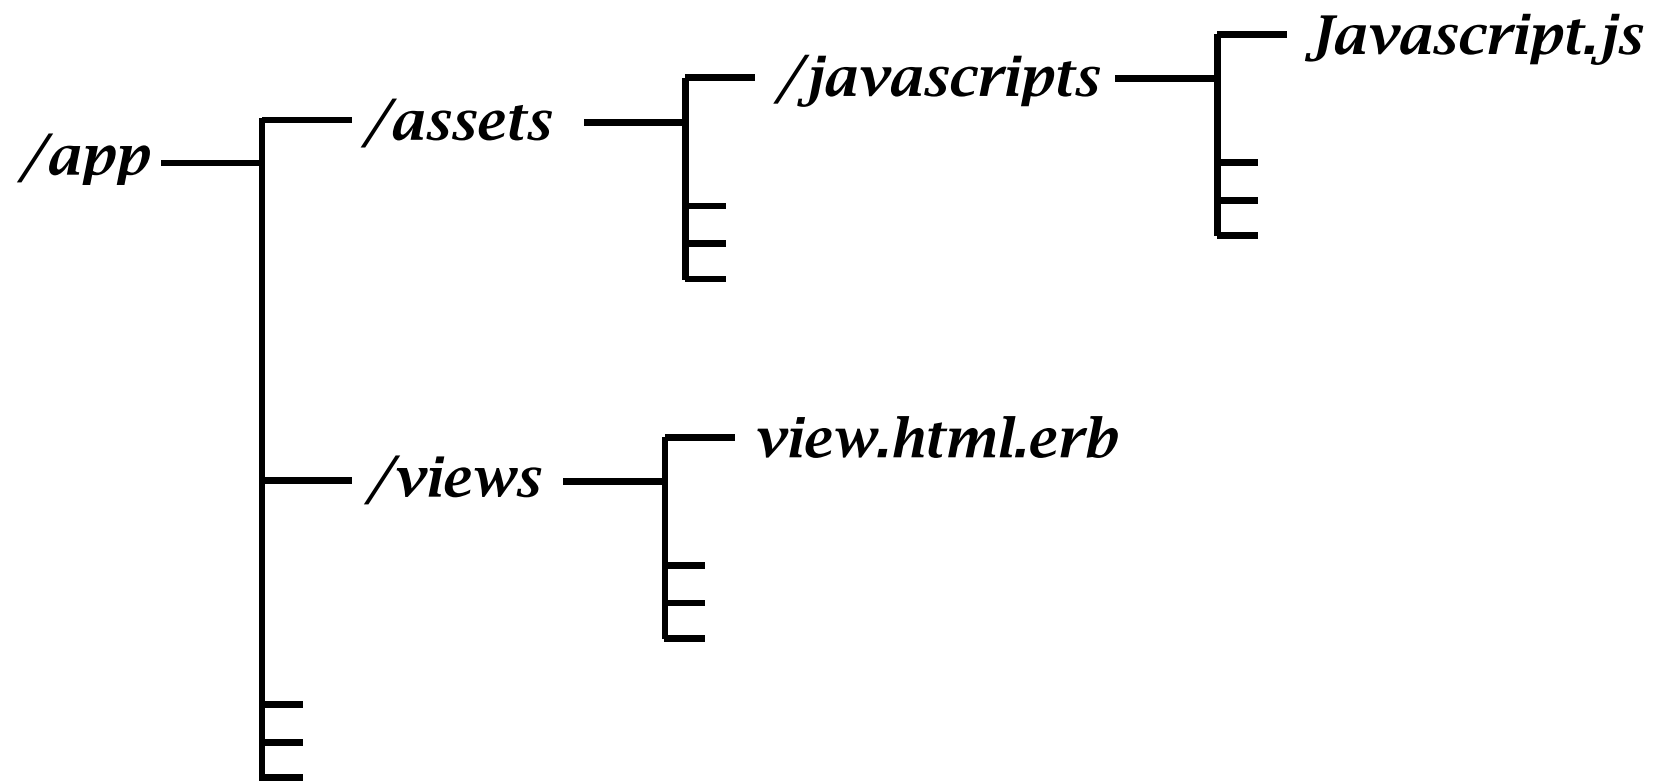 /app
/assets
/javascripts
Javascript.js
/views
view.html.erb